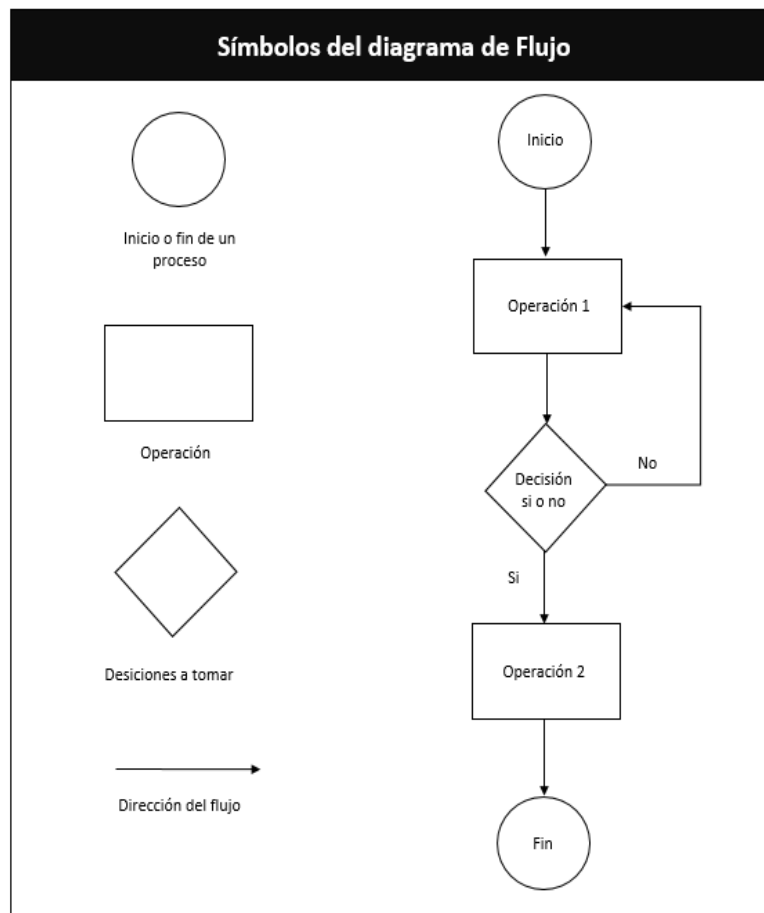 Símbolos del diagrama de Flujo
Inicio o fin de un
proceso
Operación
Desiciones a tomar
Dirección del flujo
Inicio
Operación 1
No
Decisión
si o no
Si
Operación 2
Fin